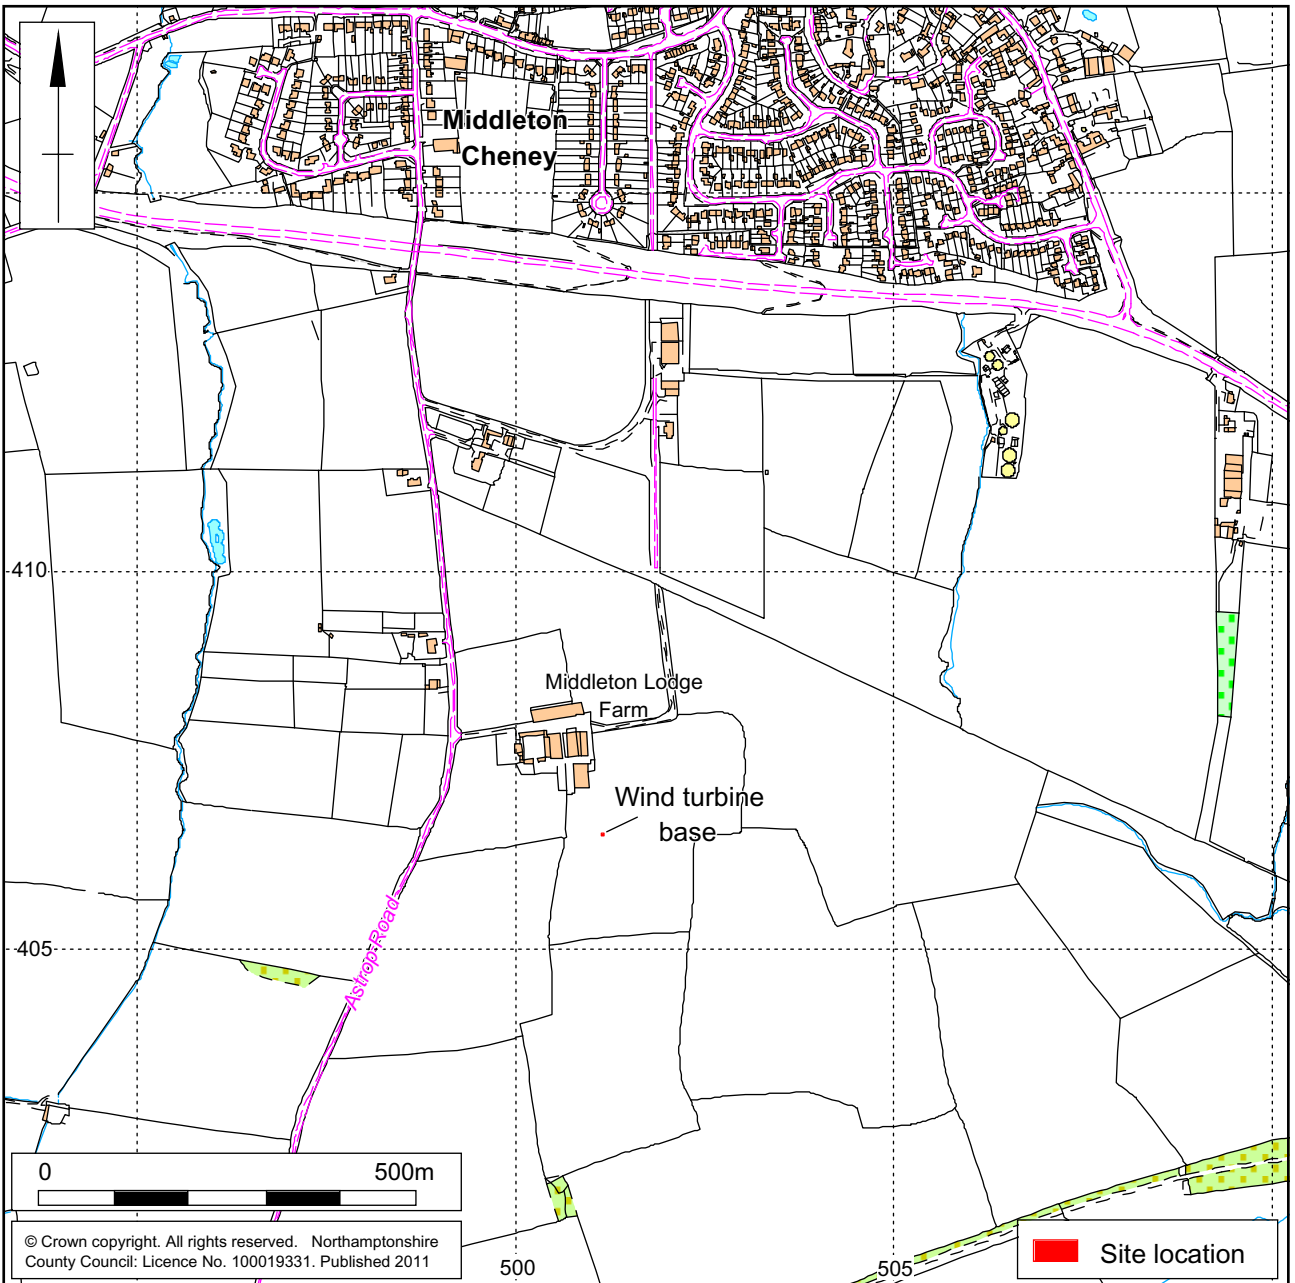 Middleton
Cheney
410
Middleton Lodge
Farm
Wind turbine
base
Astrop Road
405
0 500m
© Crown copyright. All rights reserved. Northamptonshire
County Council: Licence No. 100019331. Published 2011
500
505
Site location